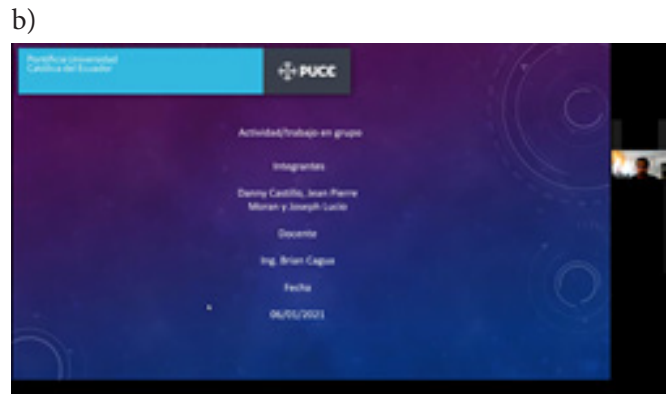 b)
Pontificia Universidad
Católica del Ecuador
PUCE
Actividad/trabajo en grupo
Integrantes
Danny Castillo, Jean Pierre
Moran y Joseph Lucio
Docente
Ing. Brian Cagua
Fecha
06/01/2021